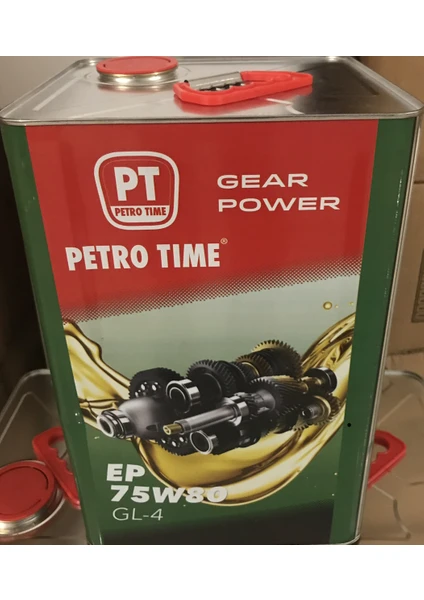 PT
PETRO TIME
GEAR
POWER
PETRO TIME®
EP
75W80
GL-4